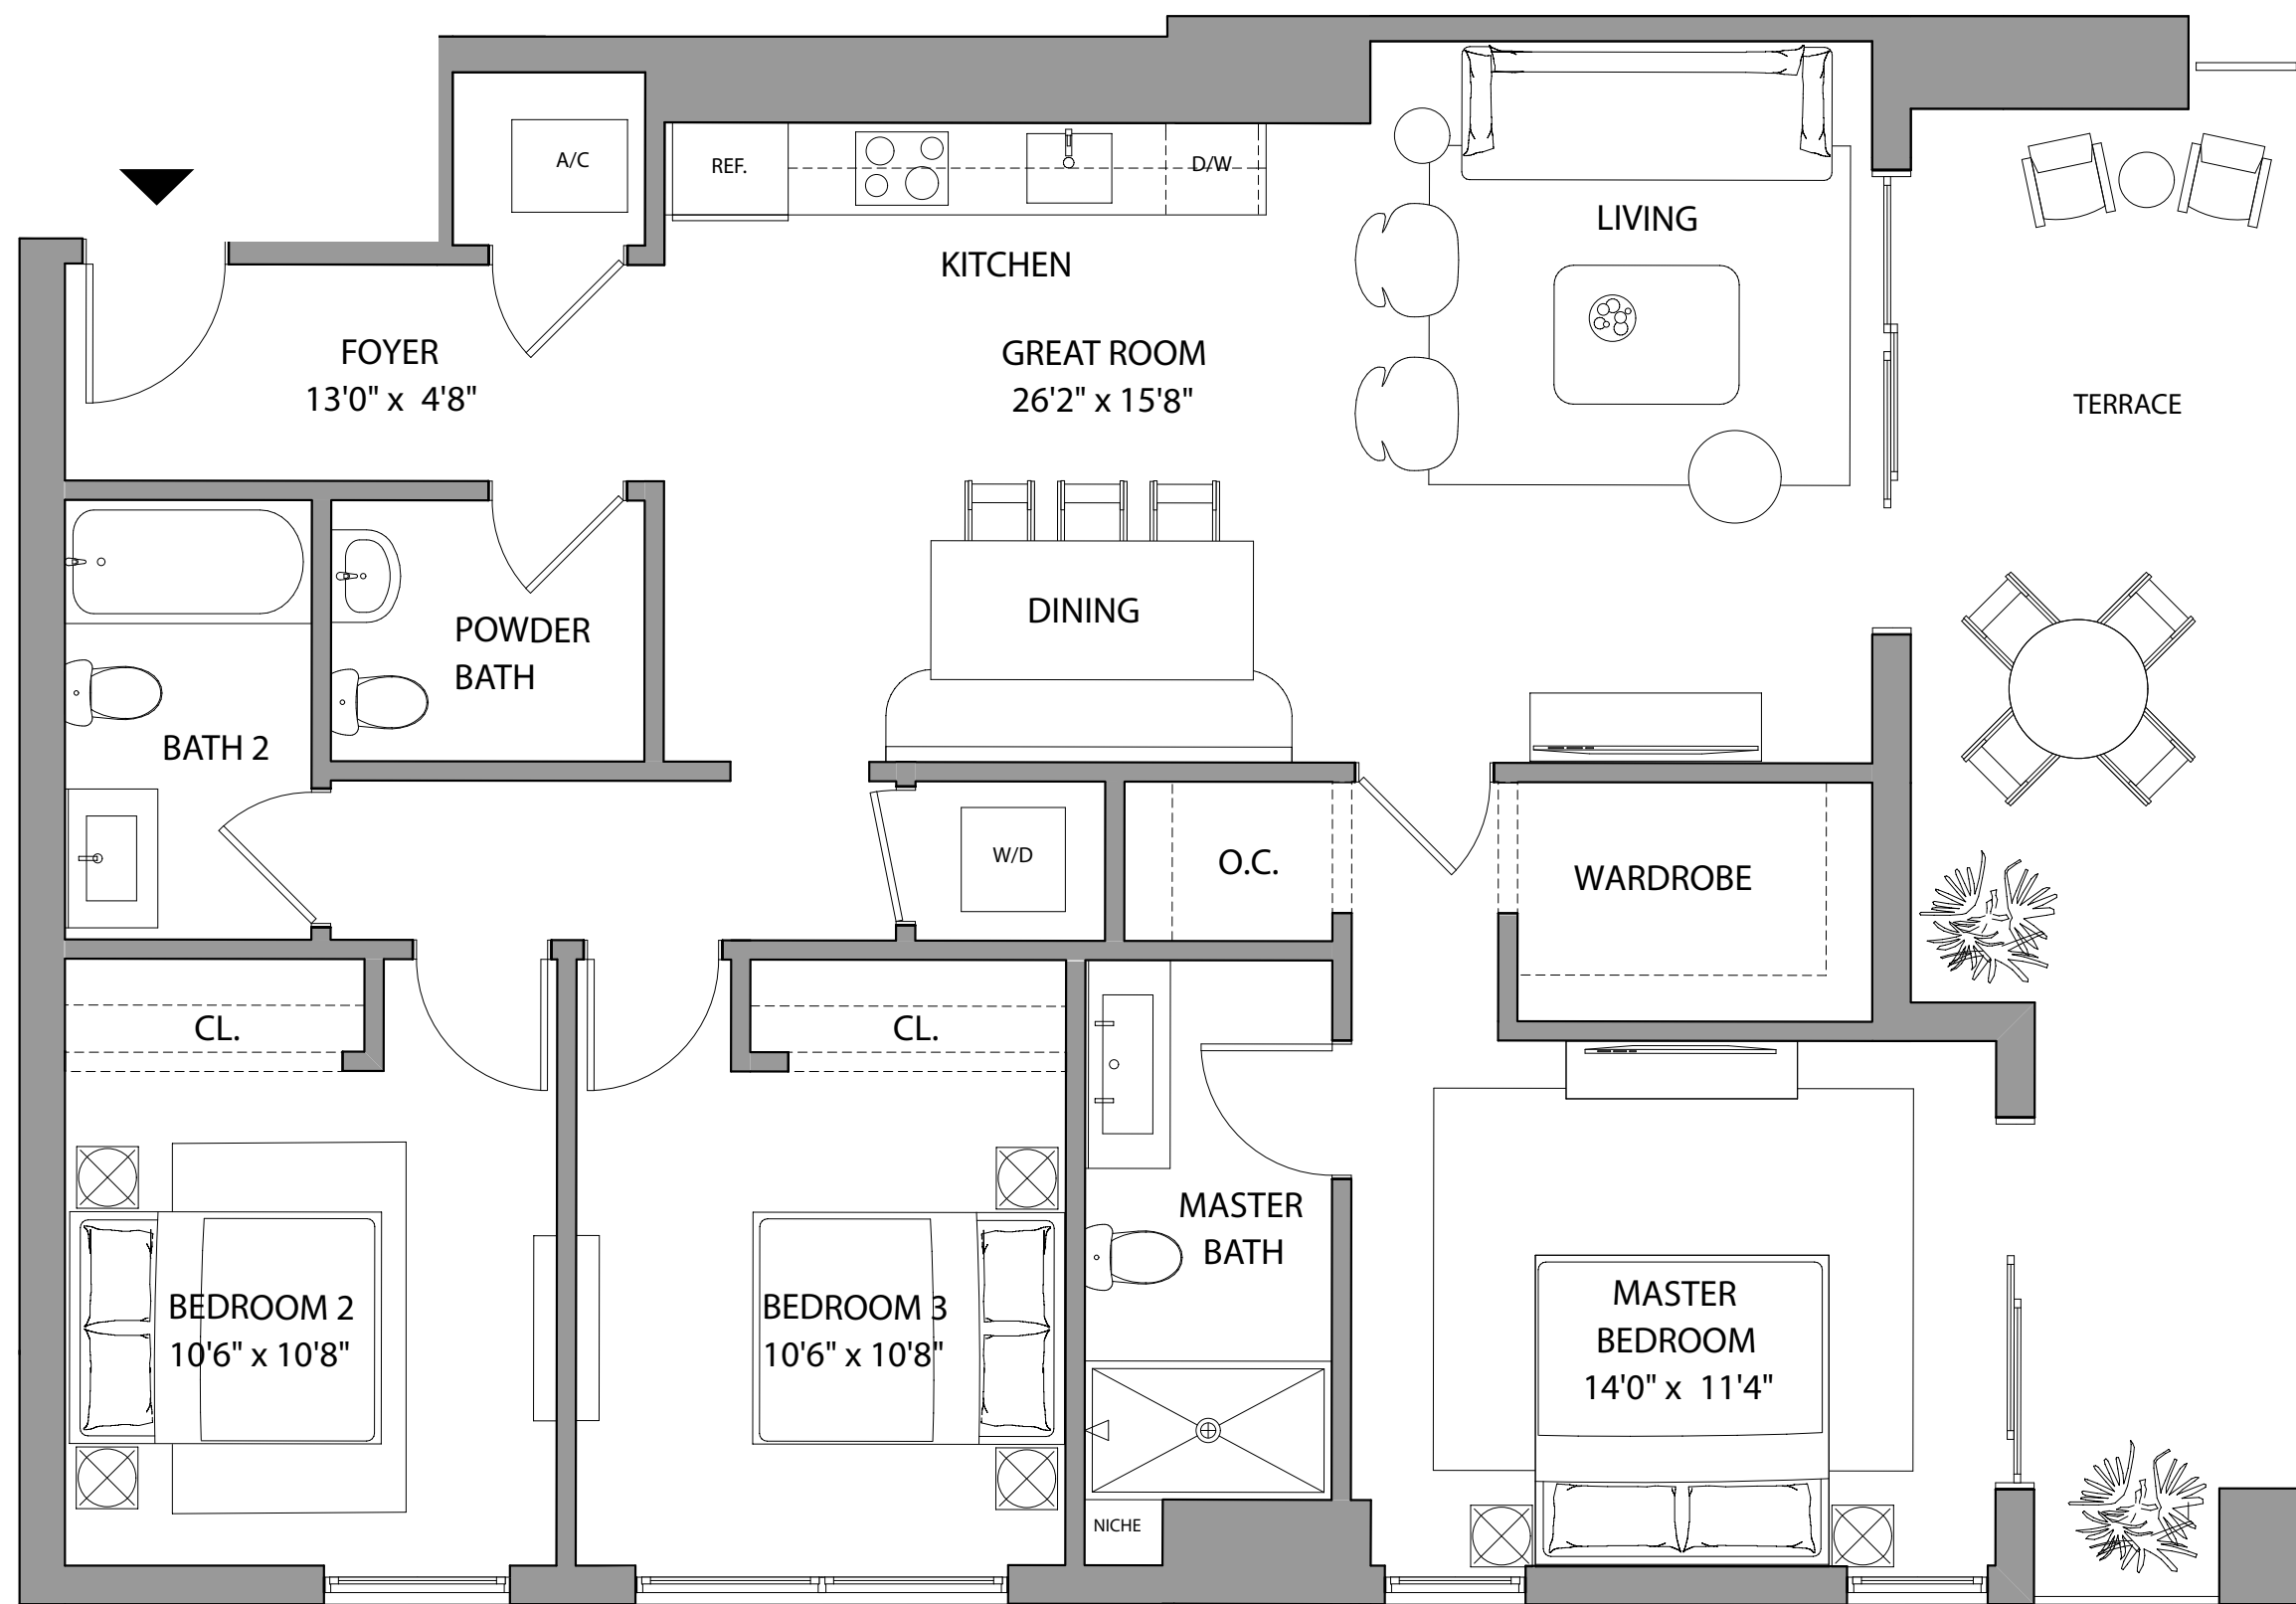 A/C
REF.
D/W
LIVING
KITCHEN
FOYER
13'0" x 4'8"
GREAT ROOM
26'2" x 15'8"
TERRACE
DINING
POWDER
BATH
BATH 2
W/D
O.C.
WARDROBE
CL.
CL.
MASTER
BATH
BEDROOM 2
10'6" x 10'8"
BEDROOM 3
10'6" x 10'8"
MASTER
BEDROOM
14'0" x 11'4"
NICHE